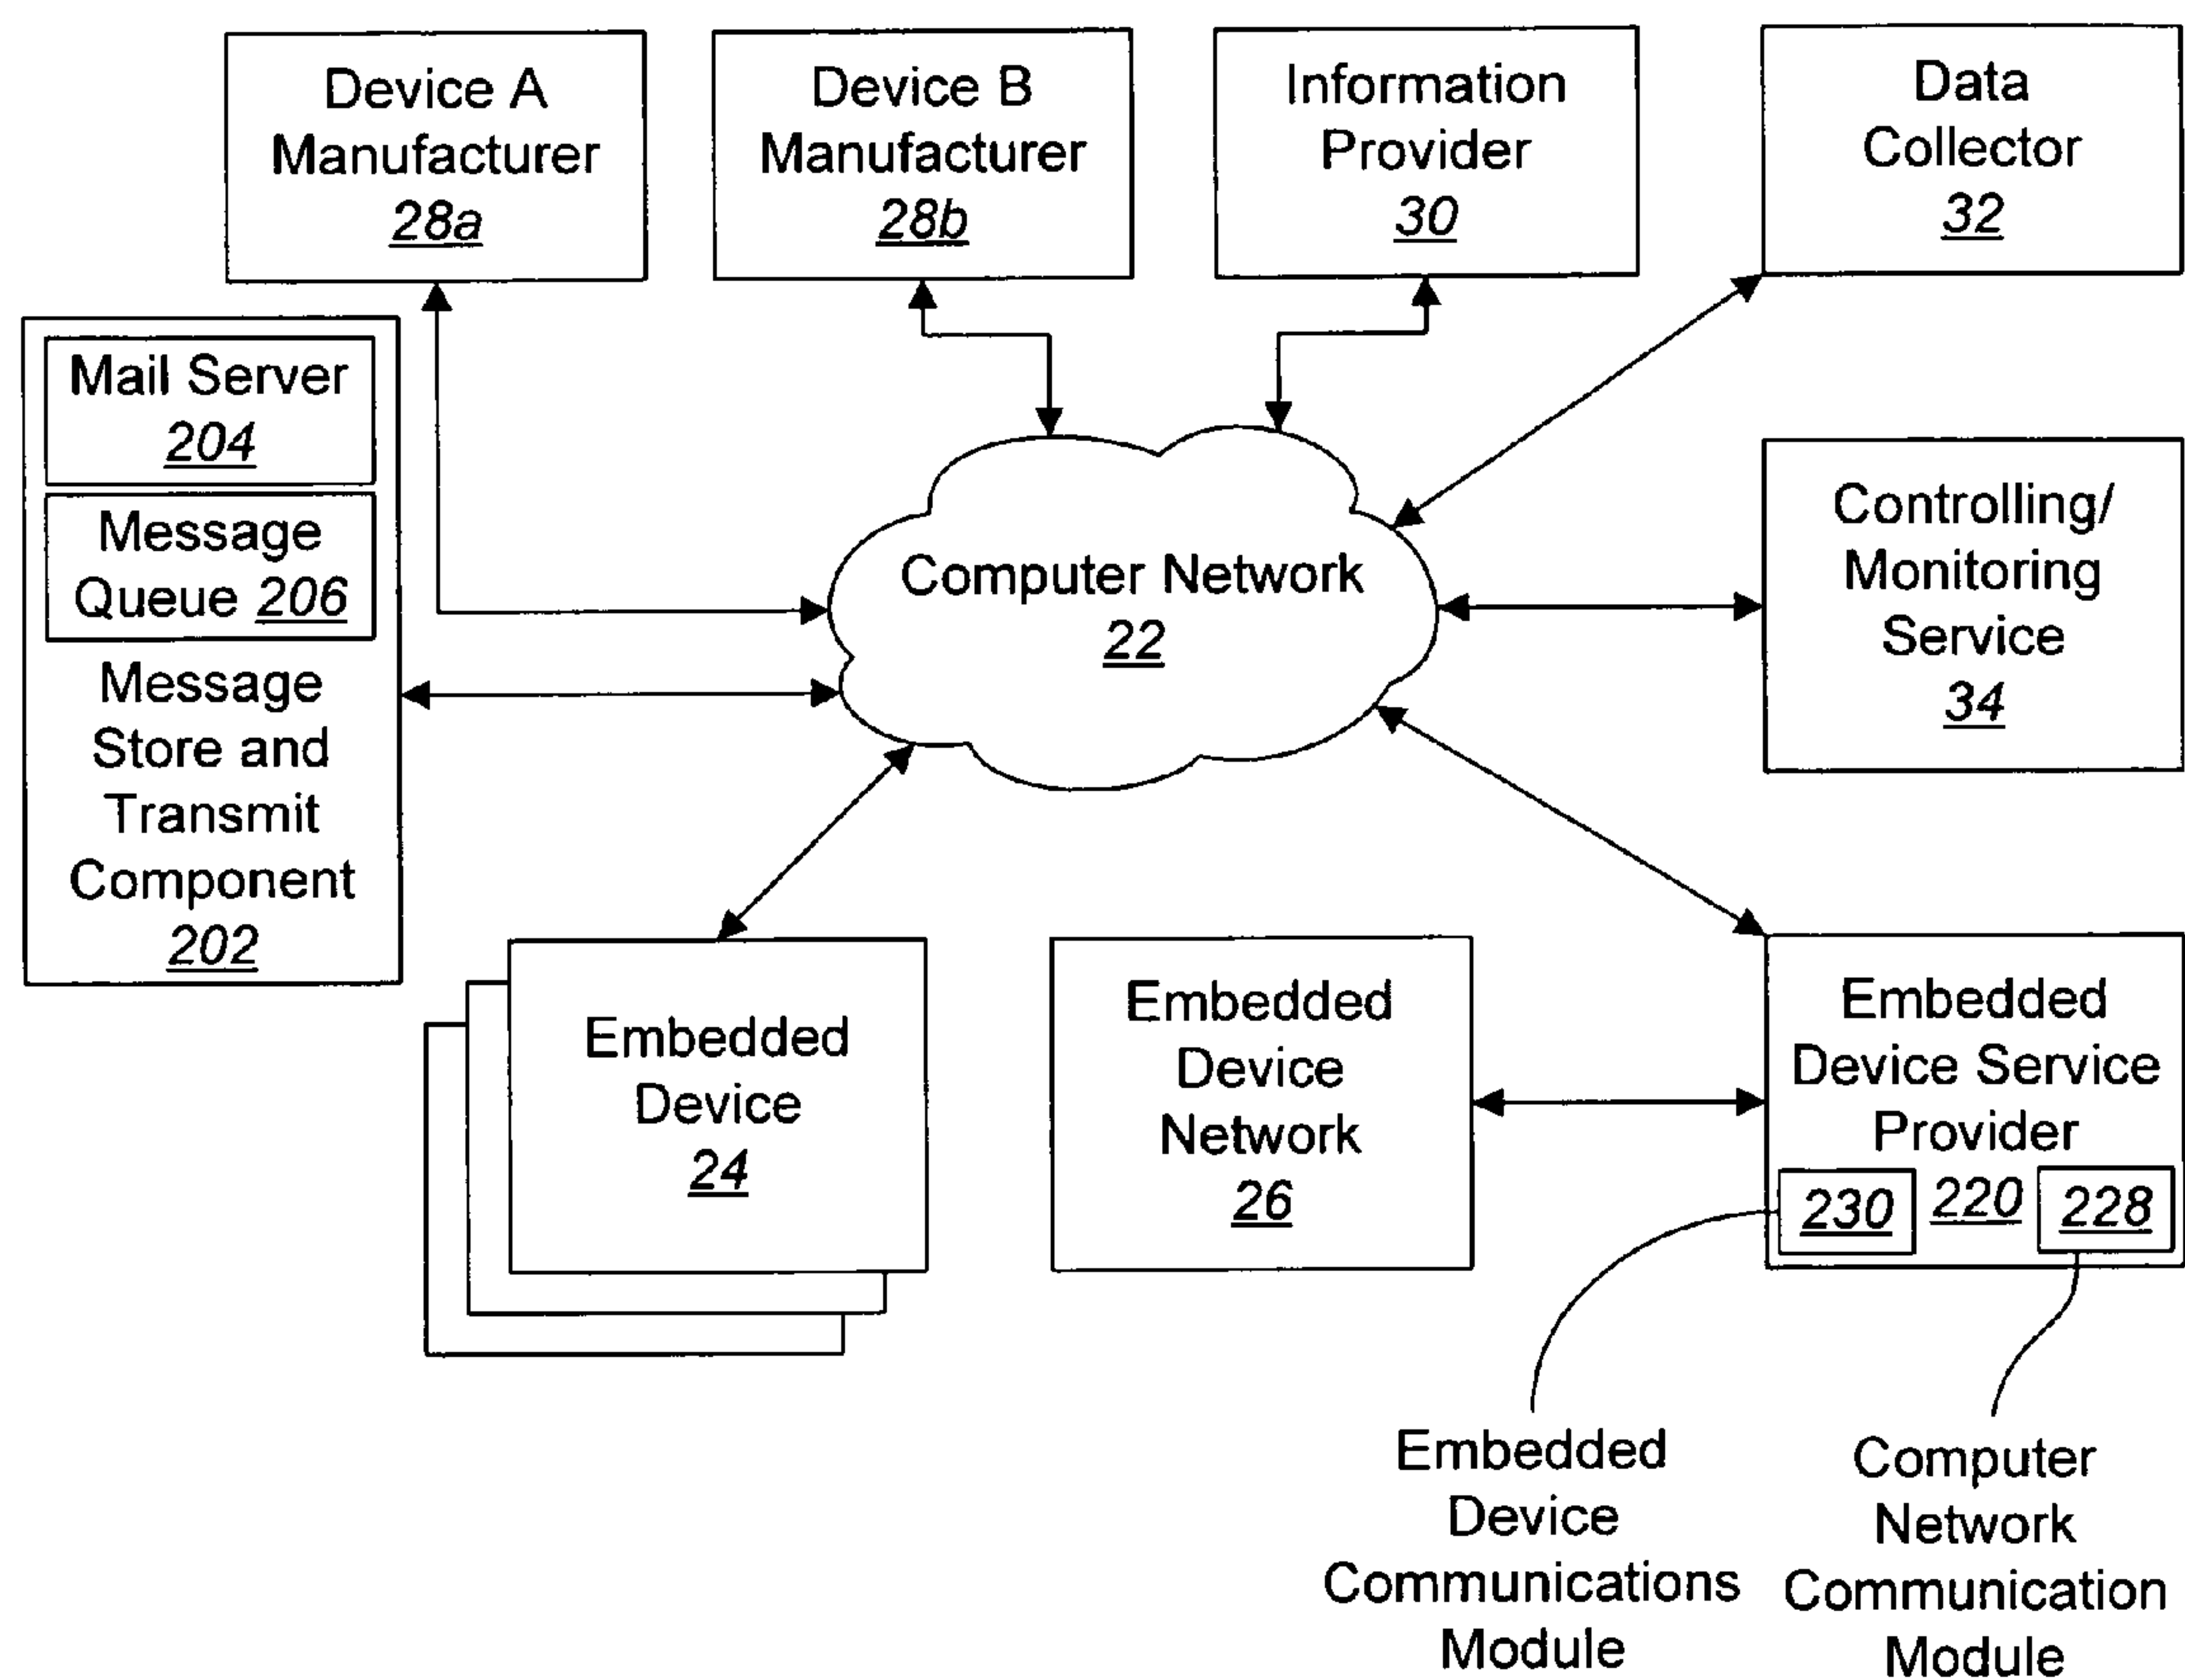 Device A
Manufacturer
28a
Device B
Manufacturer
28b
Information
Provider
30
Data
Collector
32
Mail Server
204
Message
Queue 206
Message
Store and
Transmit
Component
202
Computer Network
22
Controlling/
Monitoring
Service
34
Embedded
Device
24
Embedded
Device
Network
26
Embedded
Device Service
Provider
230 220 228
Embedded
Device
Communications
Module
Computer
Network
Communication
Module